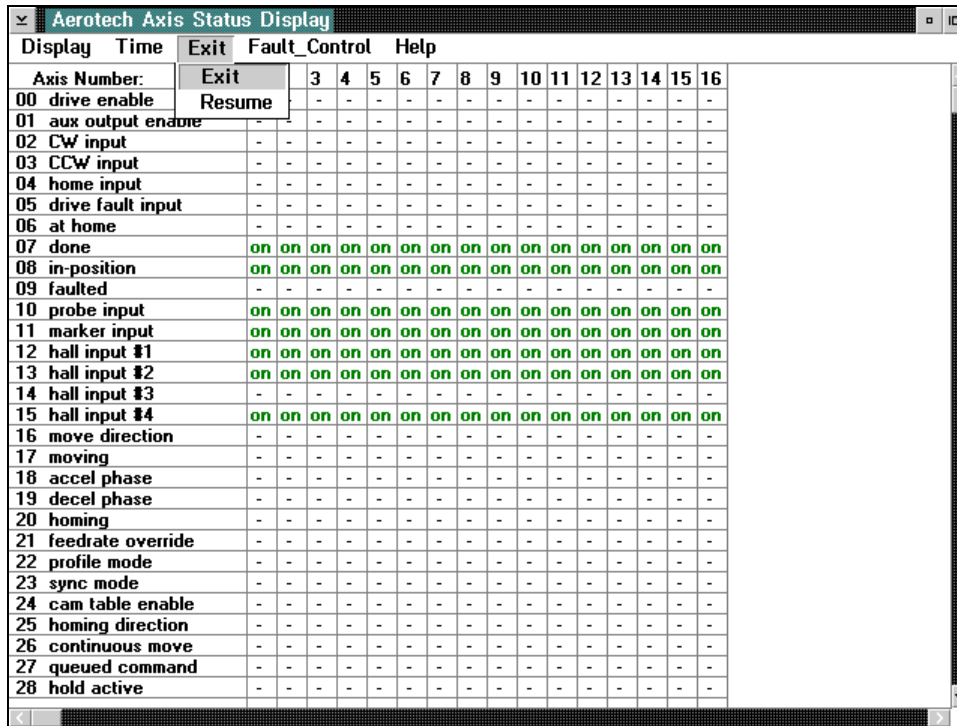 Aerotech Axis Status Display
Display Time Exit Fault_Control Help
Exit
Resume
Axis Number: 3 4 5 6 7 8 9 10 11 12 13 14 15 16
00 drive enable - - - - - - - - - - - - - - -
01 aux output enable - - - - - - - - - - - - - - - -
02 CW input - - - - - - - - - - - - - - - -
03 CCW input - - - - - - - - - - - - - - - -
04 home input - - - - - - - - - - - - - - - -
05 drive fault input - - - - - - - - - - - - - - - -
06 at home - - - - - - - - - - - - - - - -
07 done on on on on on on on on on on on on on on on on
08 in-position on on on on on on on on on on on on on on on on
09 faulted - - - - - - - - - - - - - - - -
10 probe input on on on on on on on on on on on on on on on on
11 marker input on on on on on on on on on on on on on on on on
12 hall input #1 on on on on on on on on on on on on on on on on
13 hall input #2 on on on on on on on on on on on on on on on on
14 hall input #3 - - - - - - - - - - - - - - - -
15 hall input #4 on on on on on on on on on on on on on on on on
16 move direction - - - - - - - - - - - - - - - -
17 moving - - - - - - - - - - - - - - - -
18 accel phase - - - - - - - - - - - - - - - -
19 decel phase - - - - - - - - - - - - - - - -
20 homing - - - - - - - - - - - - - - - -
21 feedrate override - - - - - - - - - - - - - - - -
22 profile mode - - - - - - - - - - - - - - - -
23 sync mode - - - - - - - - - - - - - - - -
24 cam table enable - - - - - - - - - - - - - - - -
25 homing direction - - - - - - - - - - - - - - - -
26 continuous move - - - - - - - - - - - - - - - -
27 queued command - - - - - - - - - - - - - - - -
28 hold active - - - - - - - - - - - - - - - -